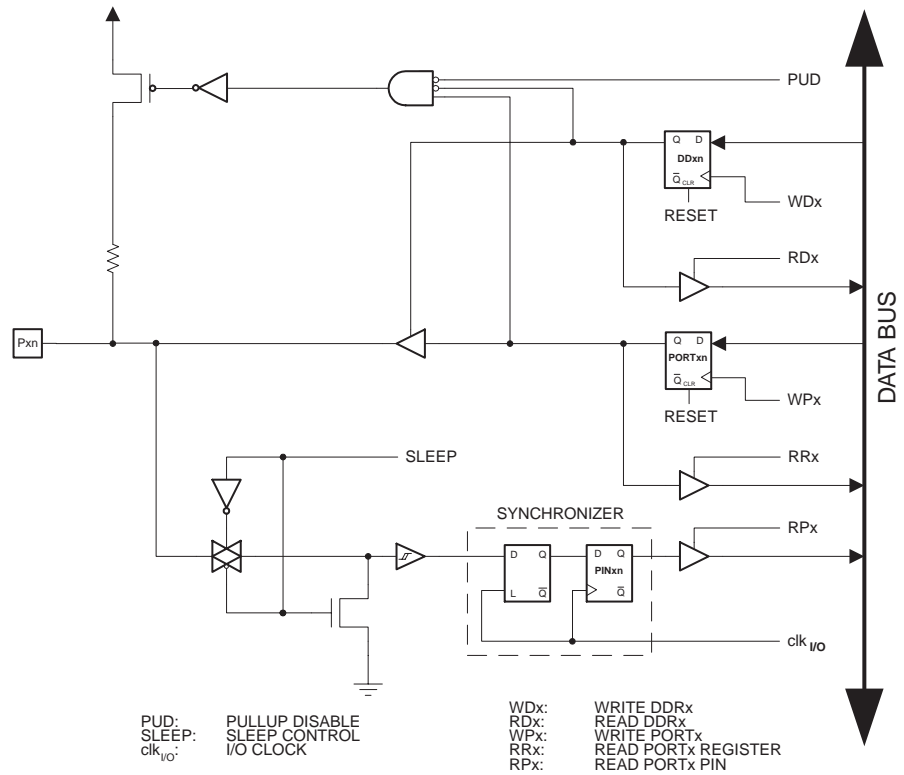 PUD
Q D
DDxn
Q CLR
WDx
RESET
RDx
Pxn
Q D
PORTxn
Q CLR
WPx
RESET
DATA BUS
SLEEP
RRx
SYNCHRONIZER
RPx
D Q
L Q
D Q
PINxn
Q
clk I/O
PUD: PULLUP DISABLE
SLEEP: SLEEP CONTROL
clk I/O: I/O CLOCK
WDx: WRITE DDRx
RDx: READ DDRx
WPx: WRITE PORTx
RRx: READ PORTx REGISTER
RPx: READ PORTx PIN